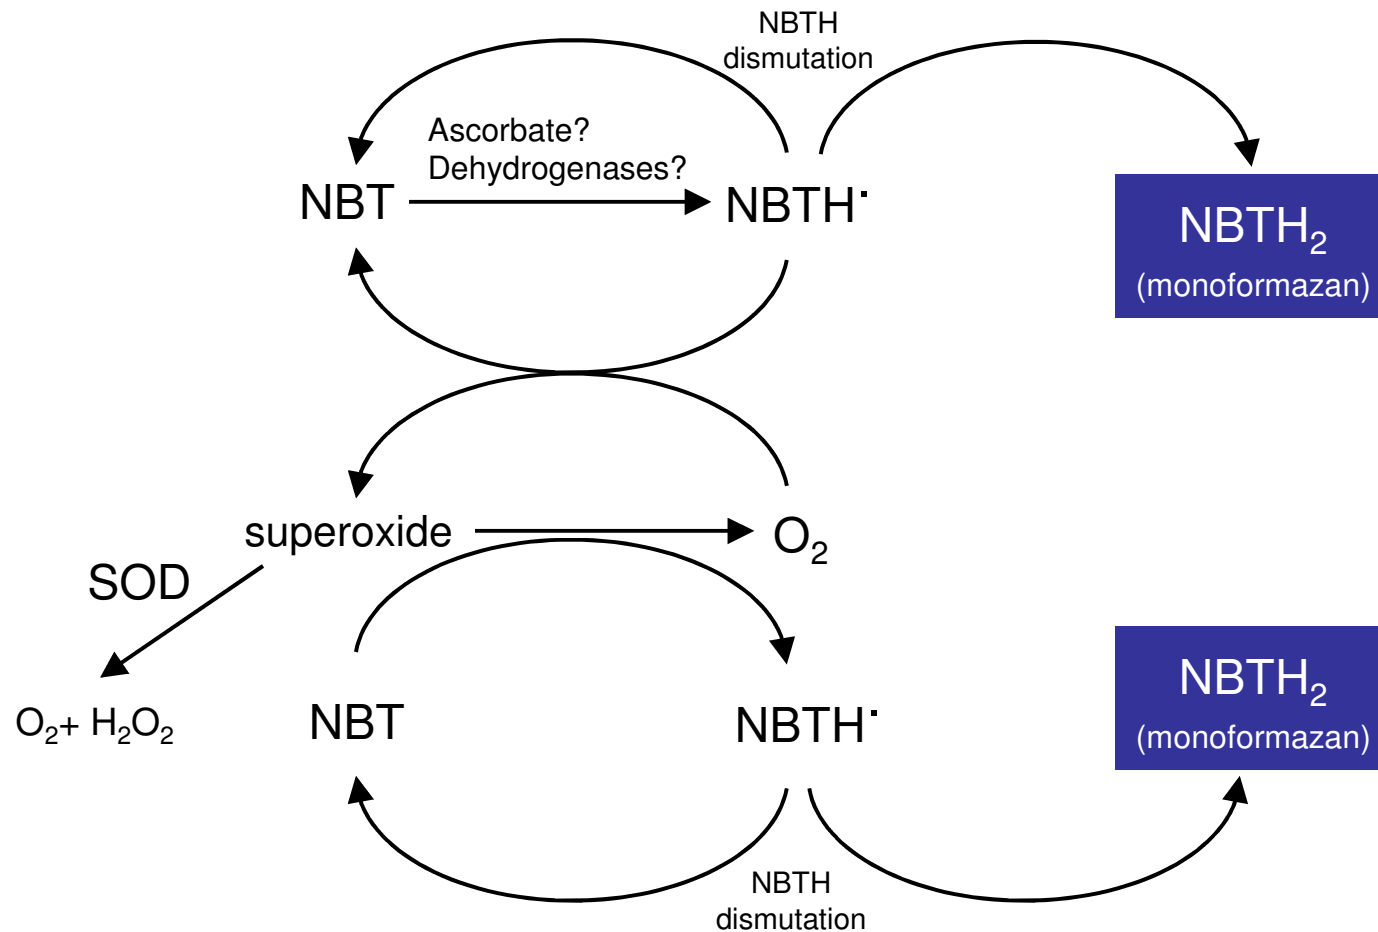 NBTH
dismutation
Ascorbate?
Dehydrogenases?
NBT
NBTH·
NBTH₂
(monoformazan)
superoxide
O₂
SOD
O₂+ H₂O₂
NBT
NBTH·
NBTH₂
(monoformazan)
NBTH
dismutation